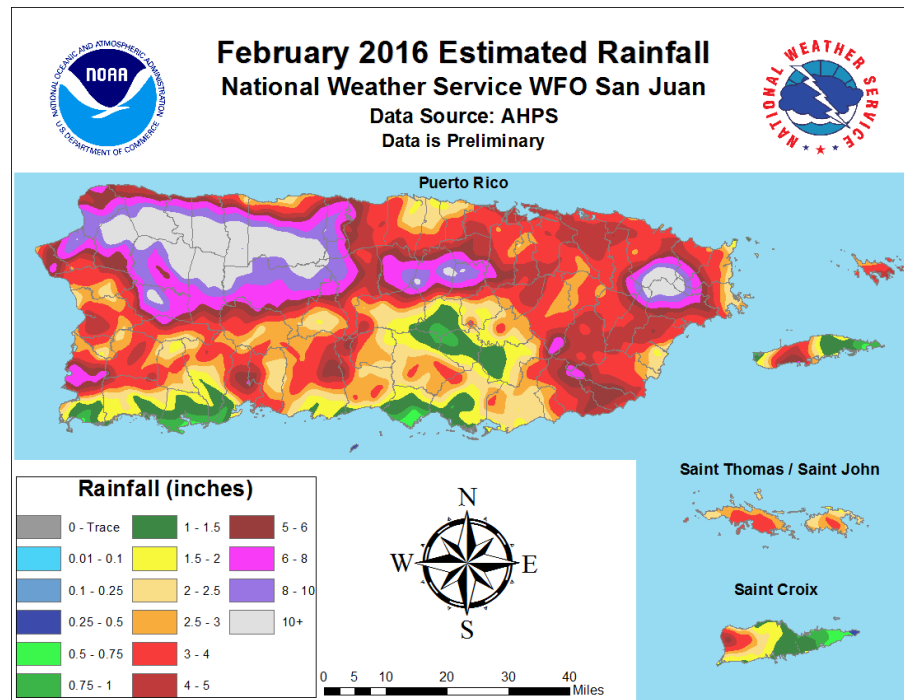 February 2016 Estimated Rainfall
National Weather Service WFO San Juan
Data Source: AHPS
Data is Preliminary
NATIONAL OCEANIC AND ATMOSPHERIC ADMINISTRATION
NOAA
U.S. DEPARTMENT OF COMMERCE
NATIONAL WEATHER SERVICE
Puerto Rico
Saint Thomas / Saint John
Saint Croix
Rainfall (inches)
0 - Trace
0.01 - 0.1
0.1 - 0.25
0.25 - 0.5
0.5 - 0.75
0.75 - 1
1 - 1.5
1.5 - 2
2 - 2.5
2.5 - 3
3 - 4
4 - 5
5 - 6
6 - 8
8 - 10
10+
N
W E
S
0 5 10 20 30 40
Miles